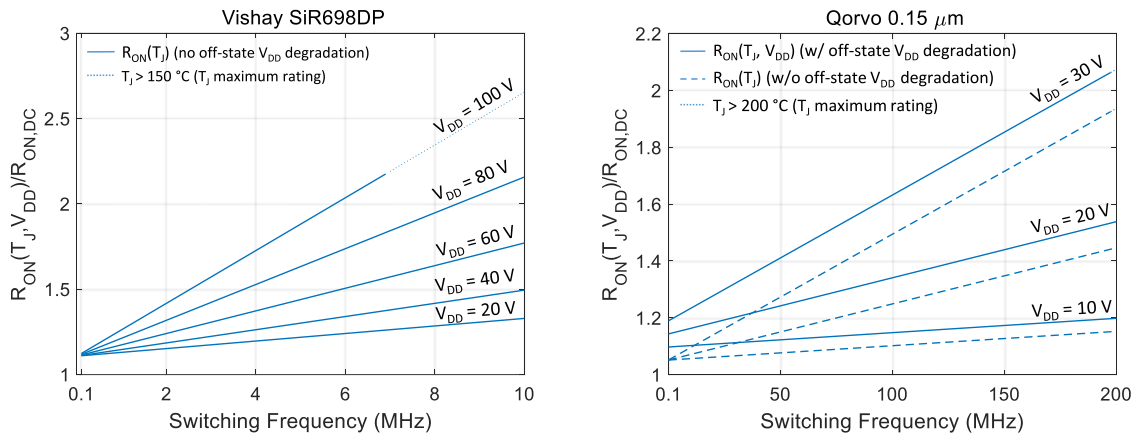 Vishay SiR698DP
3
2.5
2
1.5
1
R_ON(T_J,V_DD)/R_ON,DC
R_ON(T_J) (no off-state V_DD degradation)
T_J > 150 °C (T_J maximum rating)
V_DD = 100 V
V_DD = 80 V
V_DD = 60 V
V_DD = 40 V
V_DD = 20 V
0.1 2 4 6 8 10
Switching Frequency (MHz)
Qorvo 0.15 μm
2.2
2
1.8
1.6
1.4
1.2
1
R_ON(T_J,V_DD)/R_ON,DC
R_ON(T_J, V_DD) (w/ off-state V_DD degradation)
R_ON(T_J) (w/o off-state V_DD degradation)
T_J > 200 °C (T_J maximum rating)
V_DD = 30 V
V_DD = 20 V
V_DD = 10 V
0.1 50 100 150 200
Switching Frequency (MHz)